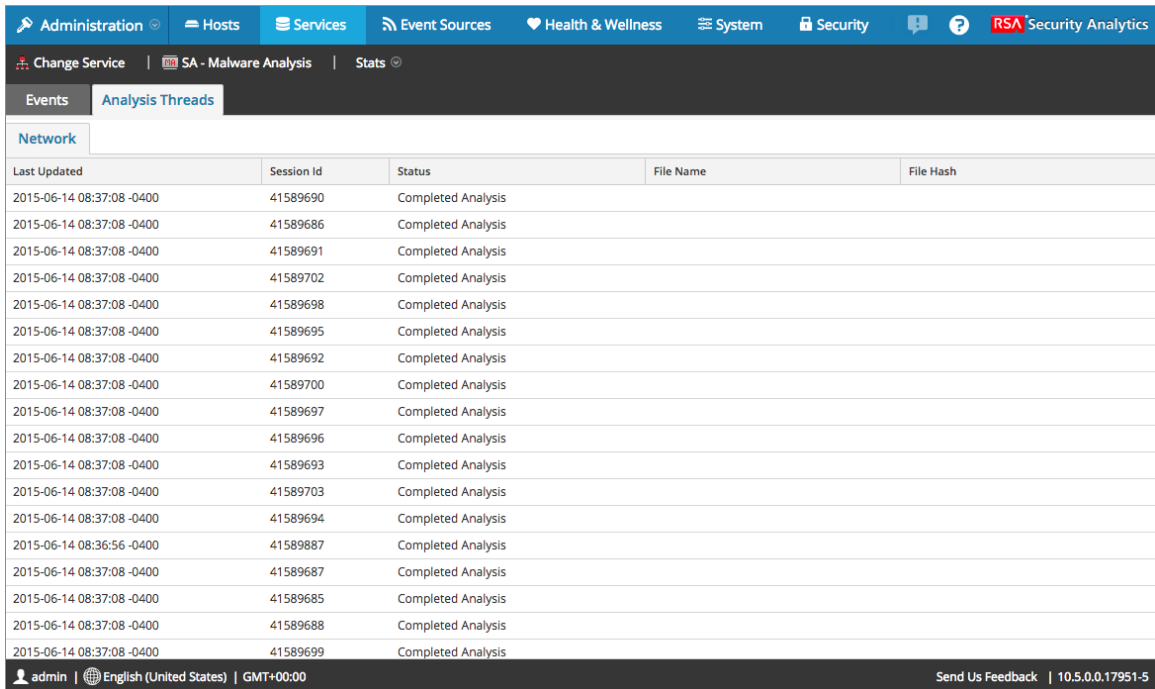 Administration Hosts Services Event Sources Health & Wellness System Security RSA Security Analytics
Change Service | MA SA - Malware Analysis | Stats
Events Analysis Threads
Network
Last Updated Session Id Status File Name File Hash
2015-06-14 08:37:08 -0400 41589690 Completed Analysis
2015-06-14 08:37:08 -0400 41589686 Completed Analysis
2015-06-14 08:37:08 -0400 41589691 Completed Analysis
2015-06-14 08:37:08 -0400 41589702 Completed Analysis
2015-06-14 08:37:08 -0400 41589698 Completed Analysis
2015-06-14 08:37:08 -0400 41589695 Completed Analysis
2015-06-14 08:37:08 -0400 41589692 Completed Analysis
2015-06-14 08:37:08 -0400 41589700 Completed Analysis
2015-06-14 08:37:08 -0400 41589697 Completed Analysis
2015-06-14 08:37:08 -0400 41589696 Completed Analysis
2015-06-14 08:37:08 -0400 41589693 Completed Analysis
2015-06-14 08:37:08 -0400 41589703 Completed Analysis
2015-06-14 08:37:08 -0400 41589694 Completed Analysis
2015-06-14 08:36:56 -0400 41589887 Completed Analysis
2015-06-14 08:37:08 -0400 41589687 Completed Analysis
2015-06-14 08:37:08 -0400 41589685 Completed Analysis
2015-06-14 08:37:08 -0400 41589688 Completed Analysis
2015-06-14 08:37:08 -0400 41589699 Completed Analysis
admin | English (United States) | GMT+00:00 Send Us Feedback | 10.5.0.0.17951-5